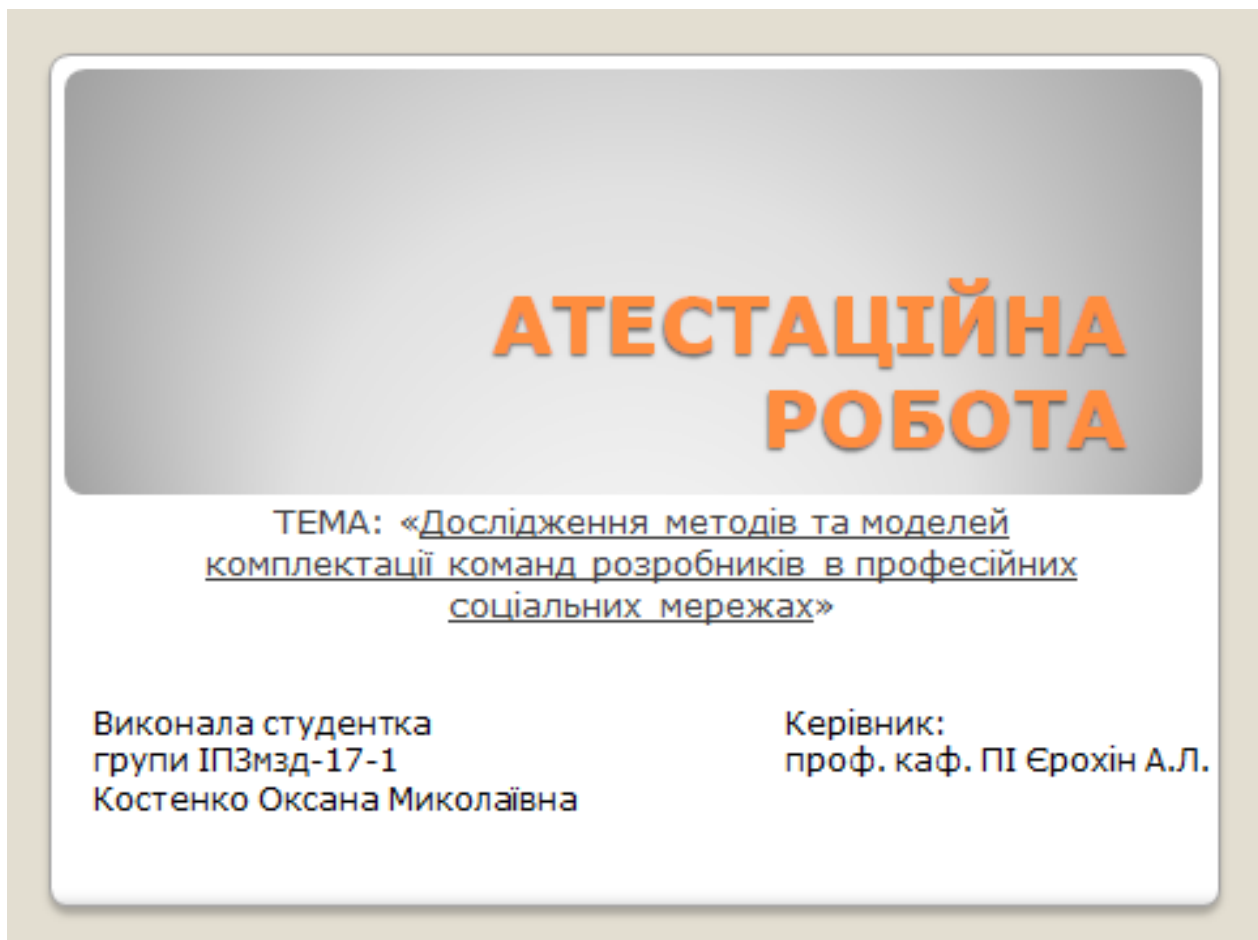 АТЕСТАЦІЙНА
РОБОТА
ТЕМА: «Дослідження методів та моделей
комплектації команд розробників в професійних
соціальних мережах»
Виконала студентка
групи ІПЗмзд-17-1
Костенко Оксана Миколаївна
Керівник:
проф. каф. ПІ Єрохін А.Л.